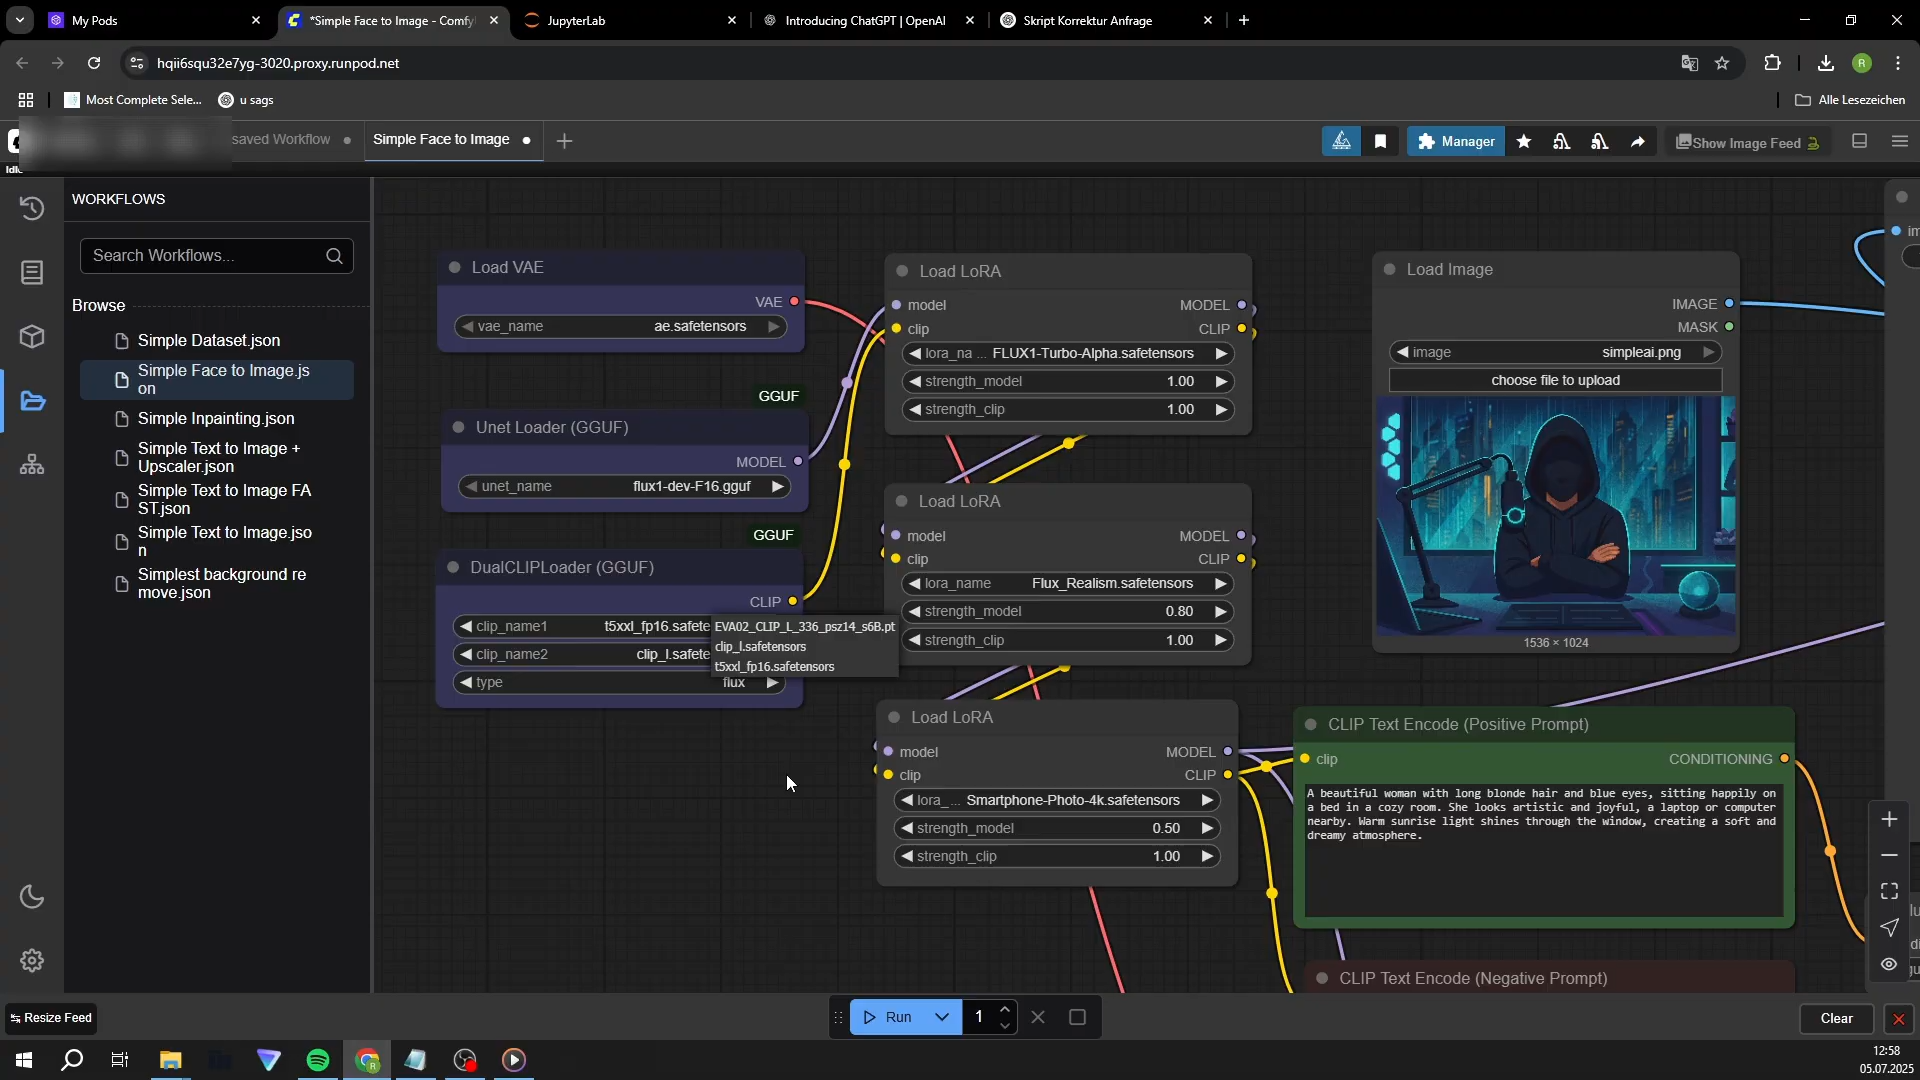 My Pods
*Simple Face to Image - Comfy
JupyterLab
Introducing ChatGPT | OpenAI
Skript Korrektur Anfrage
hqii6squ32e7yg-3020.proxy.runpod.net
Most Complete Sele...
u sags
Alle Lesezeichen
saved Workflow
Simple Face to Image
Manager
Show Image Feed
Idle
WORKFLOWS
Search Workflows...
Browse
Simple Dataset.json
Simple Face to Image.js
on
Simple Inpainting.json
Simple Text to Image +
Upscaler.json
Simple Text to Image FA
ST.json
Simple Text to Image.jso
n
Simplest background re
move.json
Load VAE
VAE
vae_name ae.safetensors
GGUF
Unet Loader (GGUF)
MODEL
unet_name flux1-dev-F16.gguf
GGUF
DualCLIPLoader (GGUF)
CLIP
clip_name1 t5xxl_fp16.safete
clip_name2 clip_l.safete
type flux
EVA02_CLIP_L_336_psz14_s6B.pt
clip_l.safetensors
t5xxl_fp16.safetensors
Load LoRA
model MODEL
clip CLIP
lora_na ... FLUX1-Turbo-Alpha.safetensors
strength_model 1.00
strength_clip 1.00
Load LoRA
model MODEL
clip CLIP
lora_name Flux_Realism.safetensors
strength_model 0.80
strength_clip 1.00
Load LoRA
model MODEL
clip CLIP
lora_... Smartphone-Photo-4k.safetensors
strength_model 0.50
strength_clip 1.00
Load Image
IMAGE
MASK
image simpleai.png
choose file to upload
1536 × 1024
CLIP Text Encode (Positive Prompt)
clip CONDITIONING
A beautiful woman with long blonde hair and blue eyes, sitting happily on
a bed in a cozy room. She looks artistic and joyful, a laptop or computer
nearby. Warm sunrise light shines through the window, creating a soft and
dreamy atmosphere.
CLIP Text Encode (Negative Prompt)
im
Resize Feed
Run
1
Clear
12:58
05.07.2025